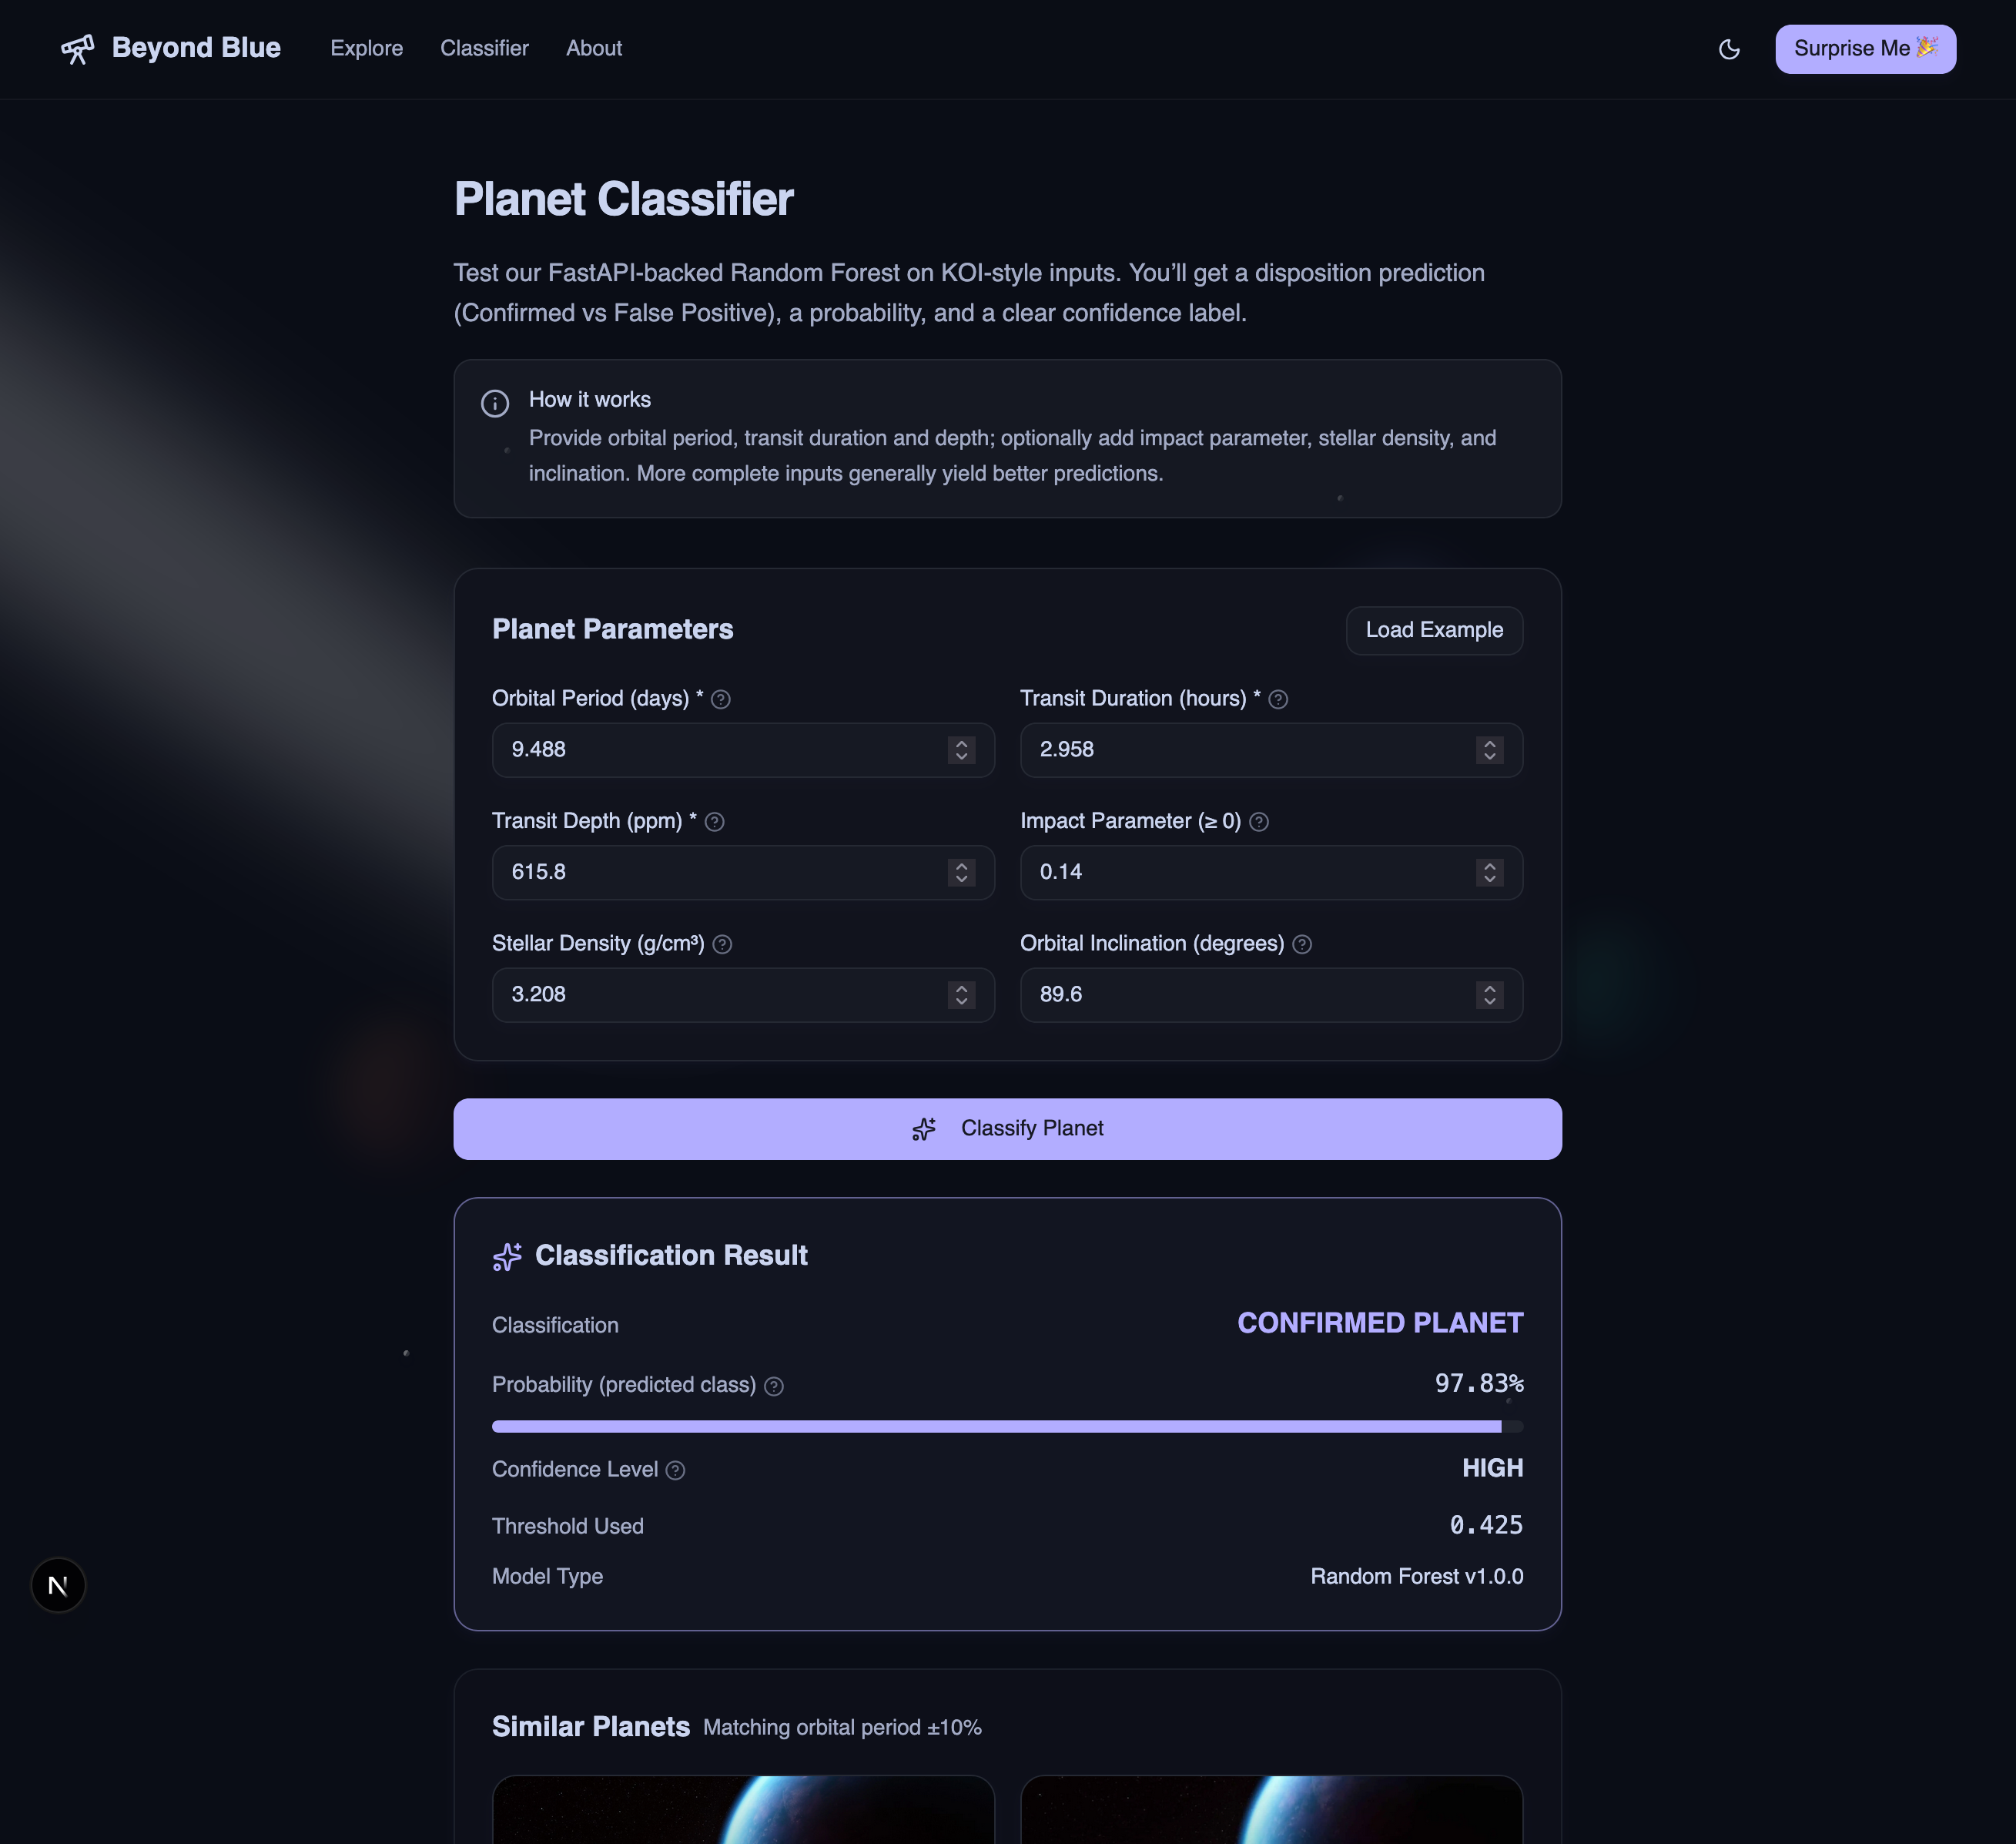 Beyond Blue
Explore
Classifier
About
Surprise Me 🎉
Planet Classifier
Test our FastAPI-backed Random Forest on KOI-style inputs. You’ll get a disposition prediction
(Confirmed vs False Positive), a probability, and a clear confidence label.
How it works
Provide orbital period, transit duration and depth; optionally add impact parameter, stellar density, and
inclination. More complete inputs generally yield better predictions.
Planet Parameters
Load Example
Orbital Period (days) *
Transit Duration (hours) *
9.488
2.958
Transit Depth (ppm) *
Impact Parameter (≥ 0)
615.8
0.14
Stellar Density (g/cm³)
Orbital Inclination (degrees)
3.208
89.6
Classify Planet
Classification Result
Classification
CONFIRMED PLANET
Probability (predicted class)
97.83%
Confidence Level
HIGH
Threshold Used
0.425
Model Type
Random Forest v1.0.0
N
Similar Planets
Matching orbital period ±10%